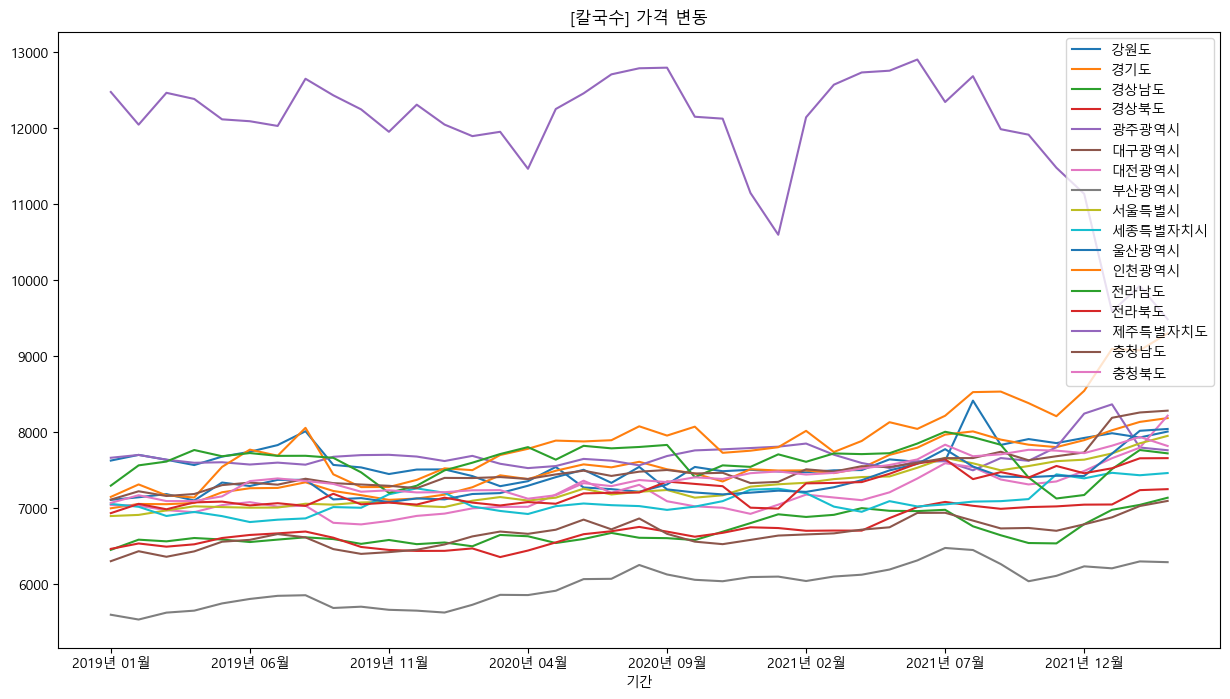 [칼국수] 가격 변동
13000
12000
11000
10000
9000
8000
7000
6000
강원도
경기도
경상남도
경상북도
광주광역시
대구광역시
대전광역시
부산광역시
서울특별시
세종특별자치시
울산광역시
인천광역시
전라남도
전라북도
제주특별자치도
충청남도
충청북도
2019년 01월 2019년 06월 2019년 11월 2020년 04월 2020년 09월 2021년 02월 2021년 07월 2021년 12월
기간